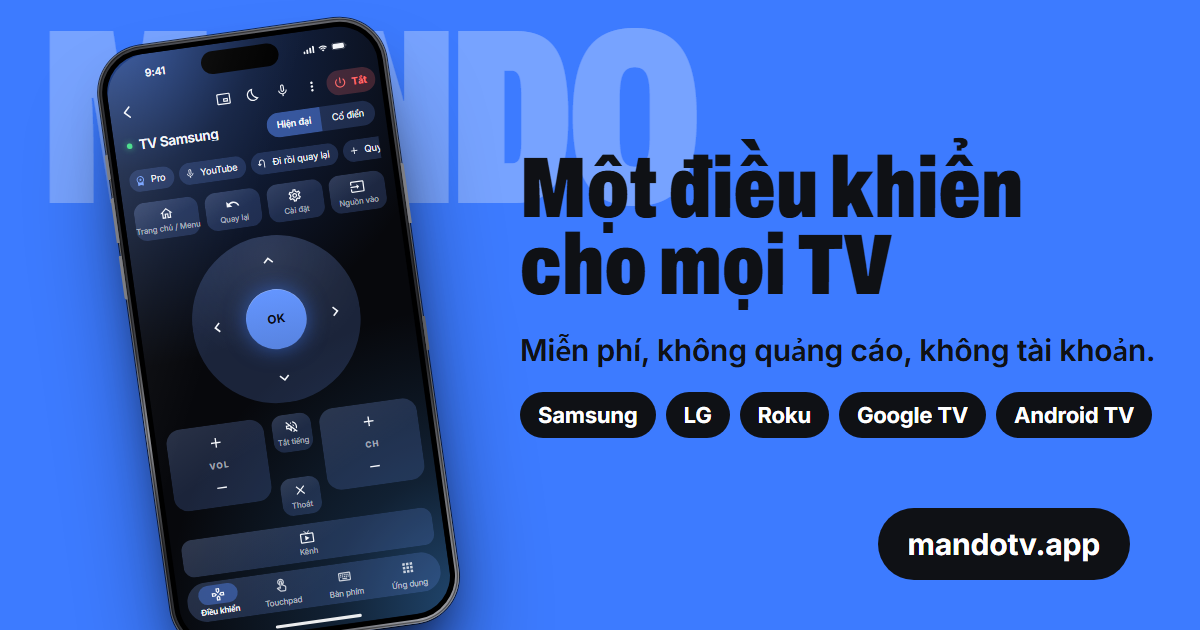 MANDO
9:41
Tắt
TV Samsung
Hiện đại
Cổ điển
Pro
YouTube
Đi rồi quay lại
Quy
Trang chủ / Menu
Quay lại
Cài đặt
Nguồn vào
OK
VOL
Tắt tiếng
CH
Thoát
Kênh
Điều khiển
Touchpad
Bàn phím
Ứng dụng
Một điều khiển
cho mọi TV
Miễn phí, không quảng cáo, không tài khoản.
Samsung
LG
Roku
Google TV
Android TV
mandotv.app